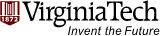 1872
VirginiaTech
Invent the Future